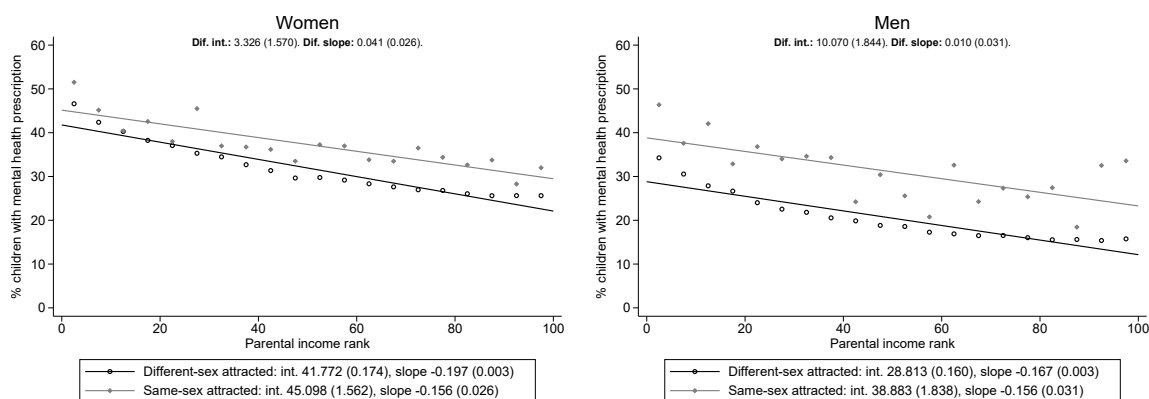 Women
Dif. int.: 3.326 (1.570). Dif. slope: 0.041 (0.026).
% children with mental health prescription
60
50
40
30
20
10
0
0 20 40 60 80 100
Parental income rank
Different-sex attracted: int. 41.772 (0.174), slope -0.197 (0.003)
Same-sex attracted: int. 45.098 (1.562), slope -0.156 (0.026)
Men
Dif. int.: 10.070 (1.844). Dif. slope: 0.010 (0.031).
% children with mental health prescription
60
50
40
30
20
10
0
0 20 40 60 80 100
Parental income rank
Different-sex attracted: int. 28.813 (0.160), slope -0.167 (0.003)
Same-sex attracted: int. 38.883 (1.838), slope -0.156 (0.031)